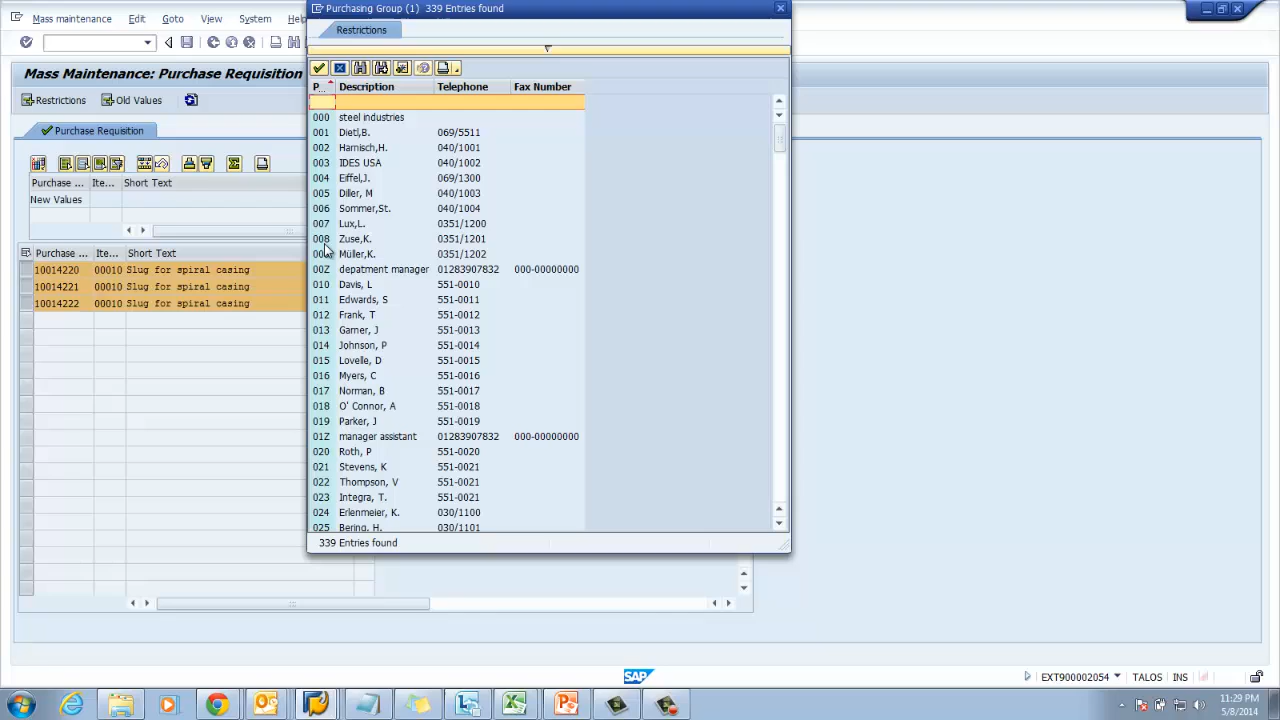 Mass maintenance Edit Goto View System Help
Mass Maintenance: Purchase Requisition
Restrictions Old Values
Purchase Requisition
Purchase ... Ite... Short Text
New Values
Purchase ... Ite... Short Text
10014220 00010 Slug for spiral casing
10014221 00010 Slug for spiral casing
10014222 00010 Slug for spiral casing
Purchasing Group (1) 339 Entries found
Restrictions
P... Description Telephone Fax Number
000 steel industries
001 Dietl,B. 069/5511
002 Harnisch,H. 040/1001
003 IDES USA 040/1002
004 Eiffel,J. 069/1300
005 Diller, M 040/1003
006 Sommer,St. 040/1004
007 Lux,L. 0351/1200
008 Zuse,K. 0351/1201
Müller,K. 0351/1202
00Z depatment manager 01283907832 000-00000000
010 Davis, L 551-0010
011 Edwards, S 551-0011
012 Frank, T 551-0012
013 Garner, J 551-0013
014 Johnson, P 551-0014
015 Lovelle, D 551-0015
016 Myers, C 551-0016
017 Norman, B 551-0017
018 O' Connor, A 551-0018
019 Parker, J 551-0019
01Z manager assistant 01283907832 000-00000000
020 Roth, P 551-0020
021 Stevens, K 551-0021
022 Thompson, V 551-0021
023 Integra, T. 551-0021
024 Erlenmeier, K. 030/1100
025 Bering, H. 030/1101
339 Entries found
SAP
EXT900002054 TALOS INS
11:29 PM
5/8/2014